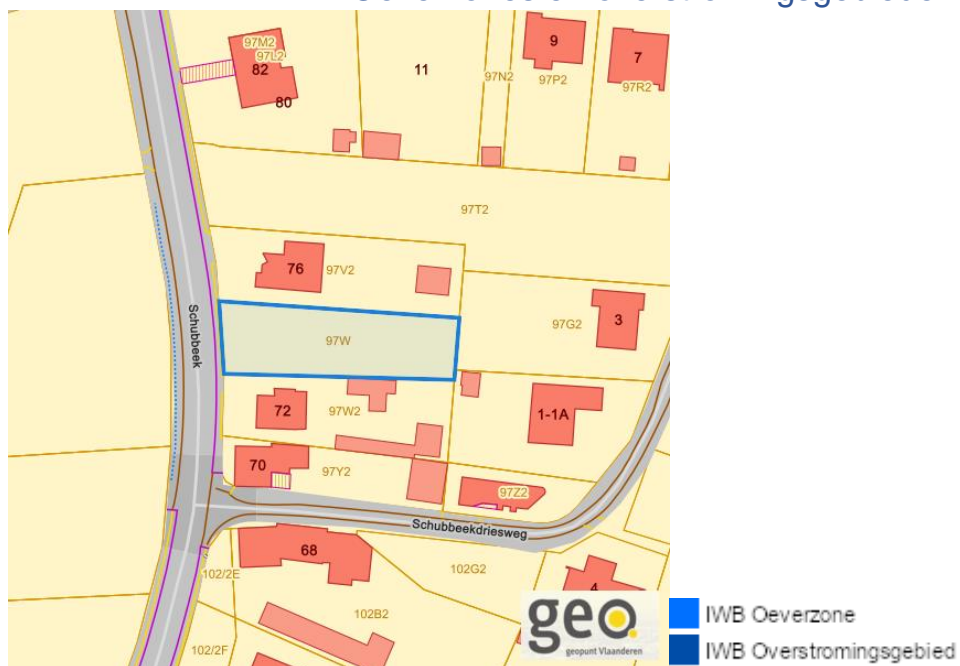 97M2
97L2
82
80
11
97N2
9
97P2
7
97R2
97T2
76
97V2
Schubbeek
97W
97G2
3
72
97W2
1-1A
70
97Y2
97Z2
Schubbeekdriesweg
68
102/2E
102G2
4
102B2
102/2F
geo.
geopunt Vlaanderen
IWB Oeverzone
IWB Overstromingsgebied